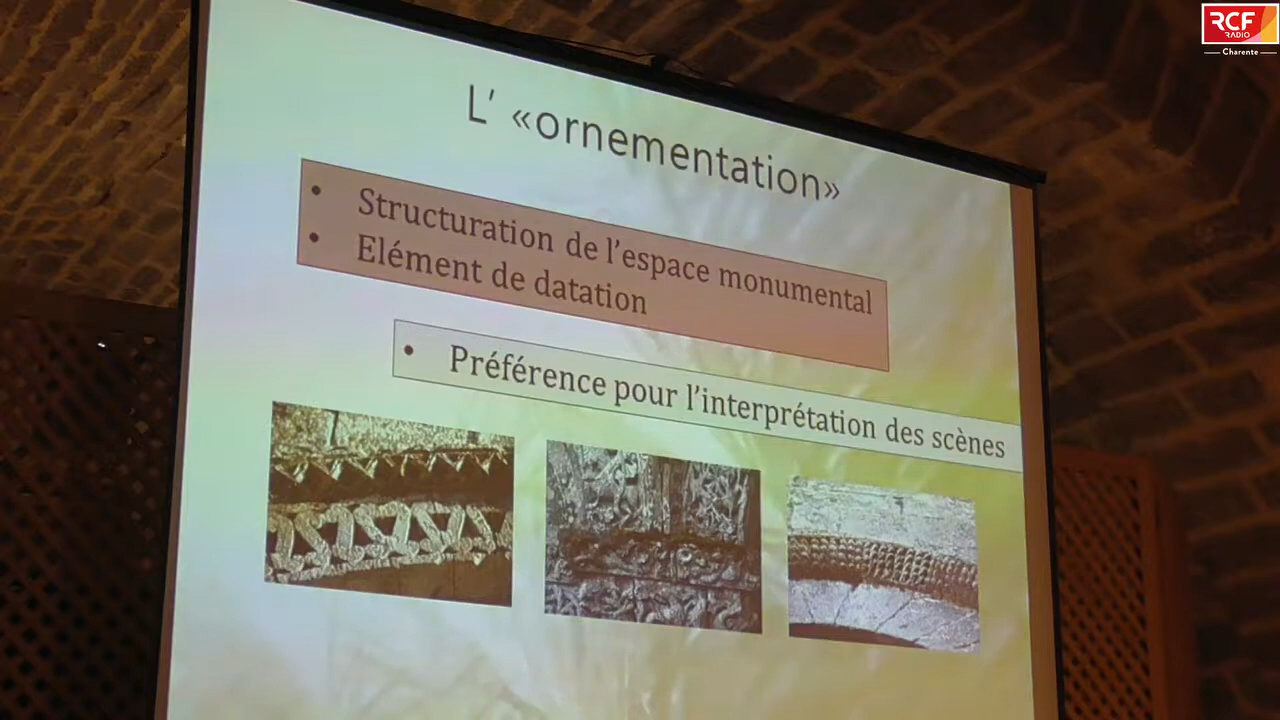 RCF
RADIO
Charente
L' «ornementation»
• Structuration de l'espace monumental
• Elément de datation
• Préférence pour l'interprétation des scènes